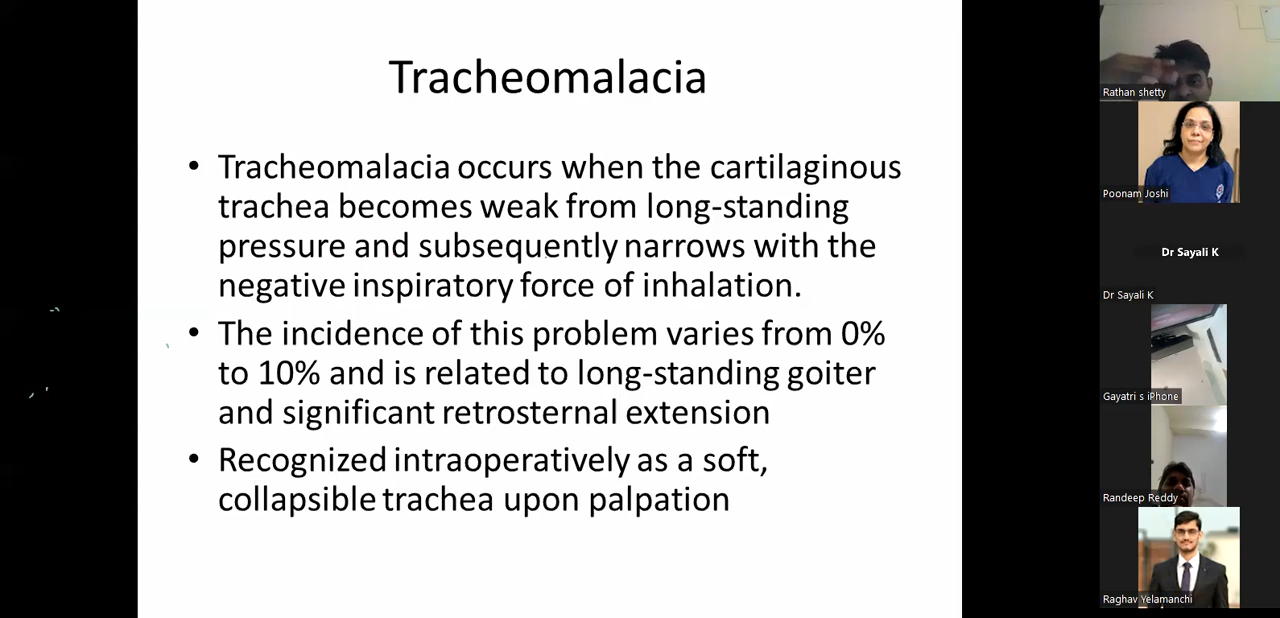 Tracheomalacia
• Tracheomalacia occurs when the cartilaginous
trachea becomes weak from long-standing
pressure and subsequently narrows with the
negative inspiratory force of inhalation.
• The incidence of this problem varies from 0%
to 10% and is related to long-standing goiter
and significant retrosternal extension
• Recognized intraoperatively as a soft,
collapsible trachea upon palpation
Rathan shetty
Poonam Joshi
Dr Sayali K
Dr Sayali K
Gayatri s iPhone
Randeep Reddy
Raghav Yelamanchi